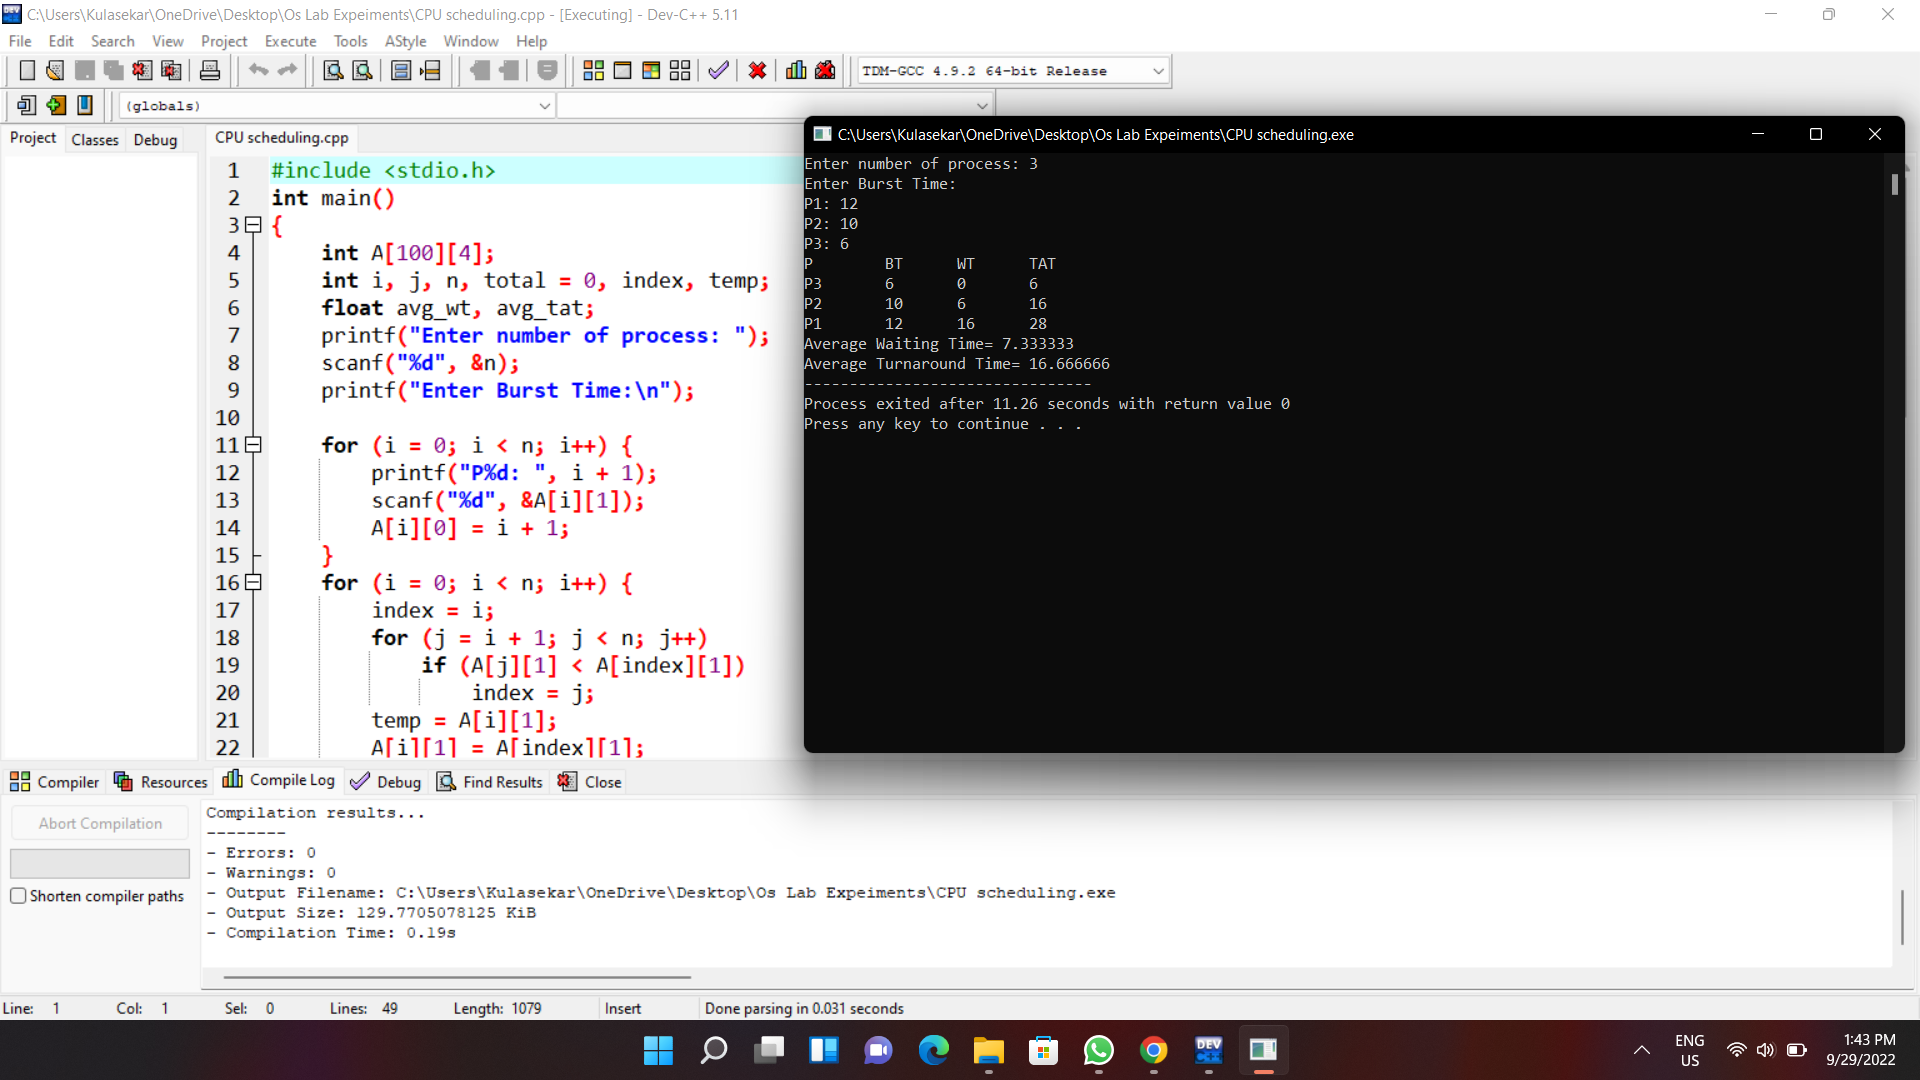 C:\Users\Kulasekar\OneDrive\Desktop\Os Lab Expeiments\CPU scheduling.cpp - [Executing] - Dev-C++ 5.11
File Edit Search View Project Execute Tools AStyle Window Help
TDM-GCC 4.9.2 64-bit Release
(globals)
Project Classes Debug
CPU scheduling.cpp
1 #include <stdio.h>
2 int main()
3 {
4 int A[100][4];
5 int i, j, n, total = 0, index, temp;
6 float avg_wt, avg_tat;
7 printf("Enter number of process: ");
8 scanf("%d", &n);
9 printf("Enter Burst Time:\n");
10
11 for (i = 0; i < n; i++) {
12 printf("P%d: ", i + 1);
13 scanf("%d", &A[i][1]);
14 A[i][0] = i + 1;
15 }
16 for (i = 0; i < n; i++) {
17 index = i;
18 for (j = i + 1; j < n; j++)
19 if (A[j][1] < A[index][1])
20 index = j;
21 temp = A[i][1];
22 A[i][1] = A[index][1];
C:\Users\Kulasekar\OneDrive\Desktop\Os Lab Expeiments\CPU scheduling.exe
Enter number of process: 3
Enter Burst Time:
P1: 12
P2: 10
P3: 6
P BT WT TAT
P3 6 0 6
P2 10 6 16
P1 12 16 28
Average Waiting Time= 7.333333
Average Turnaround Time= 16.666666
--------------------------------
Process exited after 11.26 seconds with return value 0
Press any key to continue . . .
Compiler Resources Compile Log Debug Find Results Close
Abort Compilation
Shorten compiler paths
Compilation results...
--------
- Errors: 0
- Warnings: 0
- Output Filename: C:\Users\Kulasekar\OneDrive\Desktop\Os Lab Expeiments\CPU scheduling.exe
- Output Size: 129.7705078125 KiB
- Compilation Time: 0.19s
Line: 1 Col: 1 Sel: 0 Lines: 49 Length: 1079 Insert Done parsing in 0.031 seconds
DEV
ENG
US
1:43 PM
9/29/2022